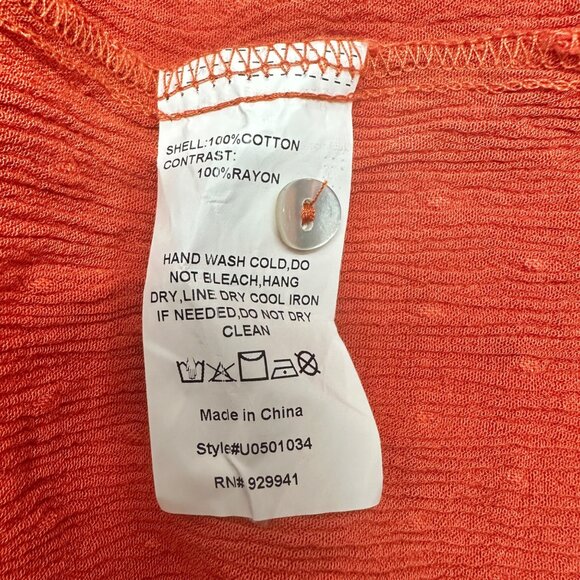 SHELL:100%COTTON
CONTRAST:
100%RAYON
HAND WASH COLD,DO
NOT BLEACH,HANG
DRY,LINE DRY COOL IRON
IF NEEDED,DO NOT DRY
CLEAN
Made in China
Style#U0501034
RN# 929941